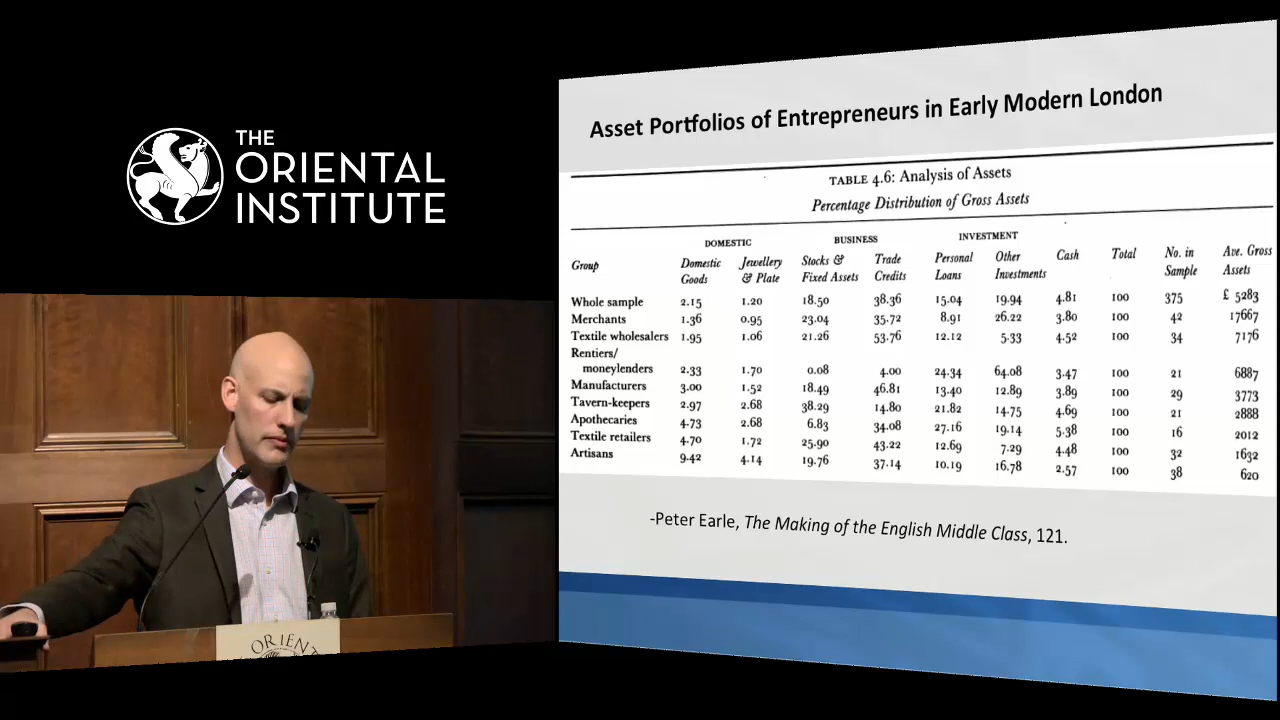 THE
ORIENTAL
INSTITUTE
Asset Portfolios of Entrepreneurs in Early Modern London
TABLE 4.6: Analysis of Assets
Percentage Distribution of Gross Assets
DOMESTIC BUSINESS INVESTMENT
Group Domestic Goods Jewellery & Plate Stocks & Fixed Assets Trade Credits Personal Loans Other Investments Cash Total No. in Sample Ave. Gross Assets
Whole sample 2.15 1.20 18.50 38.36 15.04 19.94 4.81 100 375 £ 5283
Merchants 1.36 0.95 23.04 35.72 8.91 26.22 3.80 100 42 17667
Textile wholesalers 1.95 1.06 21.26 53.76 12.12 5.33 4.52 100 34 7176
Rentiers/
moneylenders 2.33 1.70 0.08 4.00 24.34 64.08 3.47 100 21 6887
Manufacturers 3.00 1.52 18.49 46.81 13.40 12.89 3.89 100 29 3773
Tavern-keepers 2.97 2.68 38.29 14.80 21.82 14.75 4.69 100 21 2888
Apothecaries 4.73 2.68 6.83 34.08 27.16 19.14 5.38 100 16 2012
Textile retailers 4.70 1.72 25.90 43.22 12.69 7.29 4.48 100 32 1632
Artisans 9.42 4.14 19.76 37.14 10.19 16.78 2.57 100 38 620
-Peter Earle, The Making of the English Middle Class, 121.
ORIENT